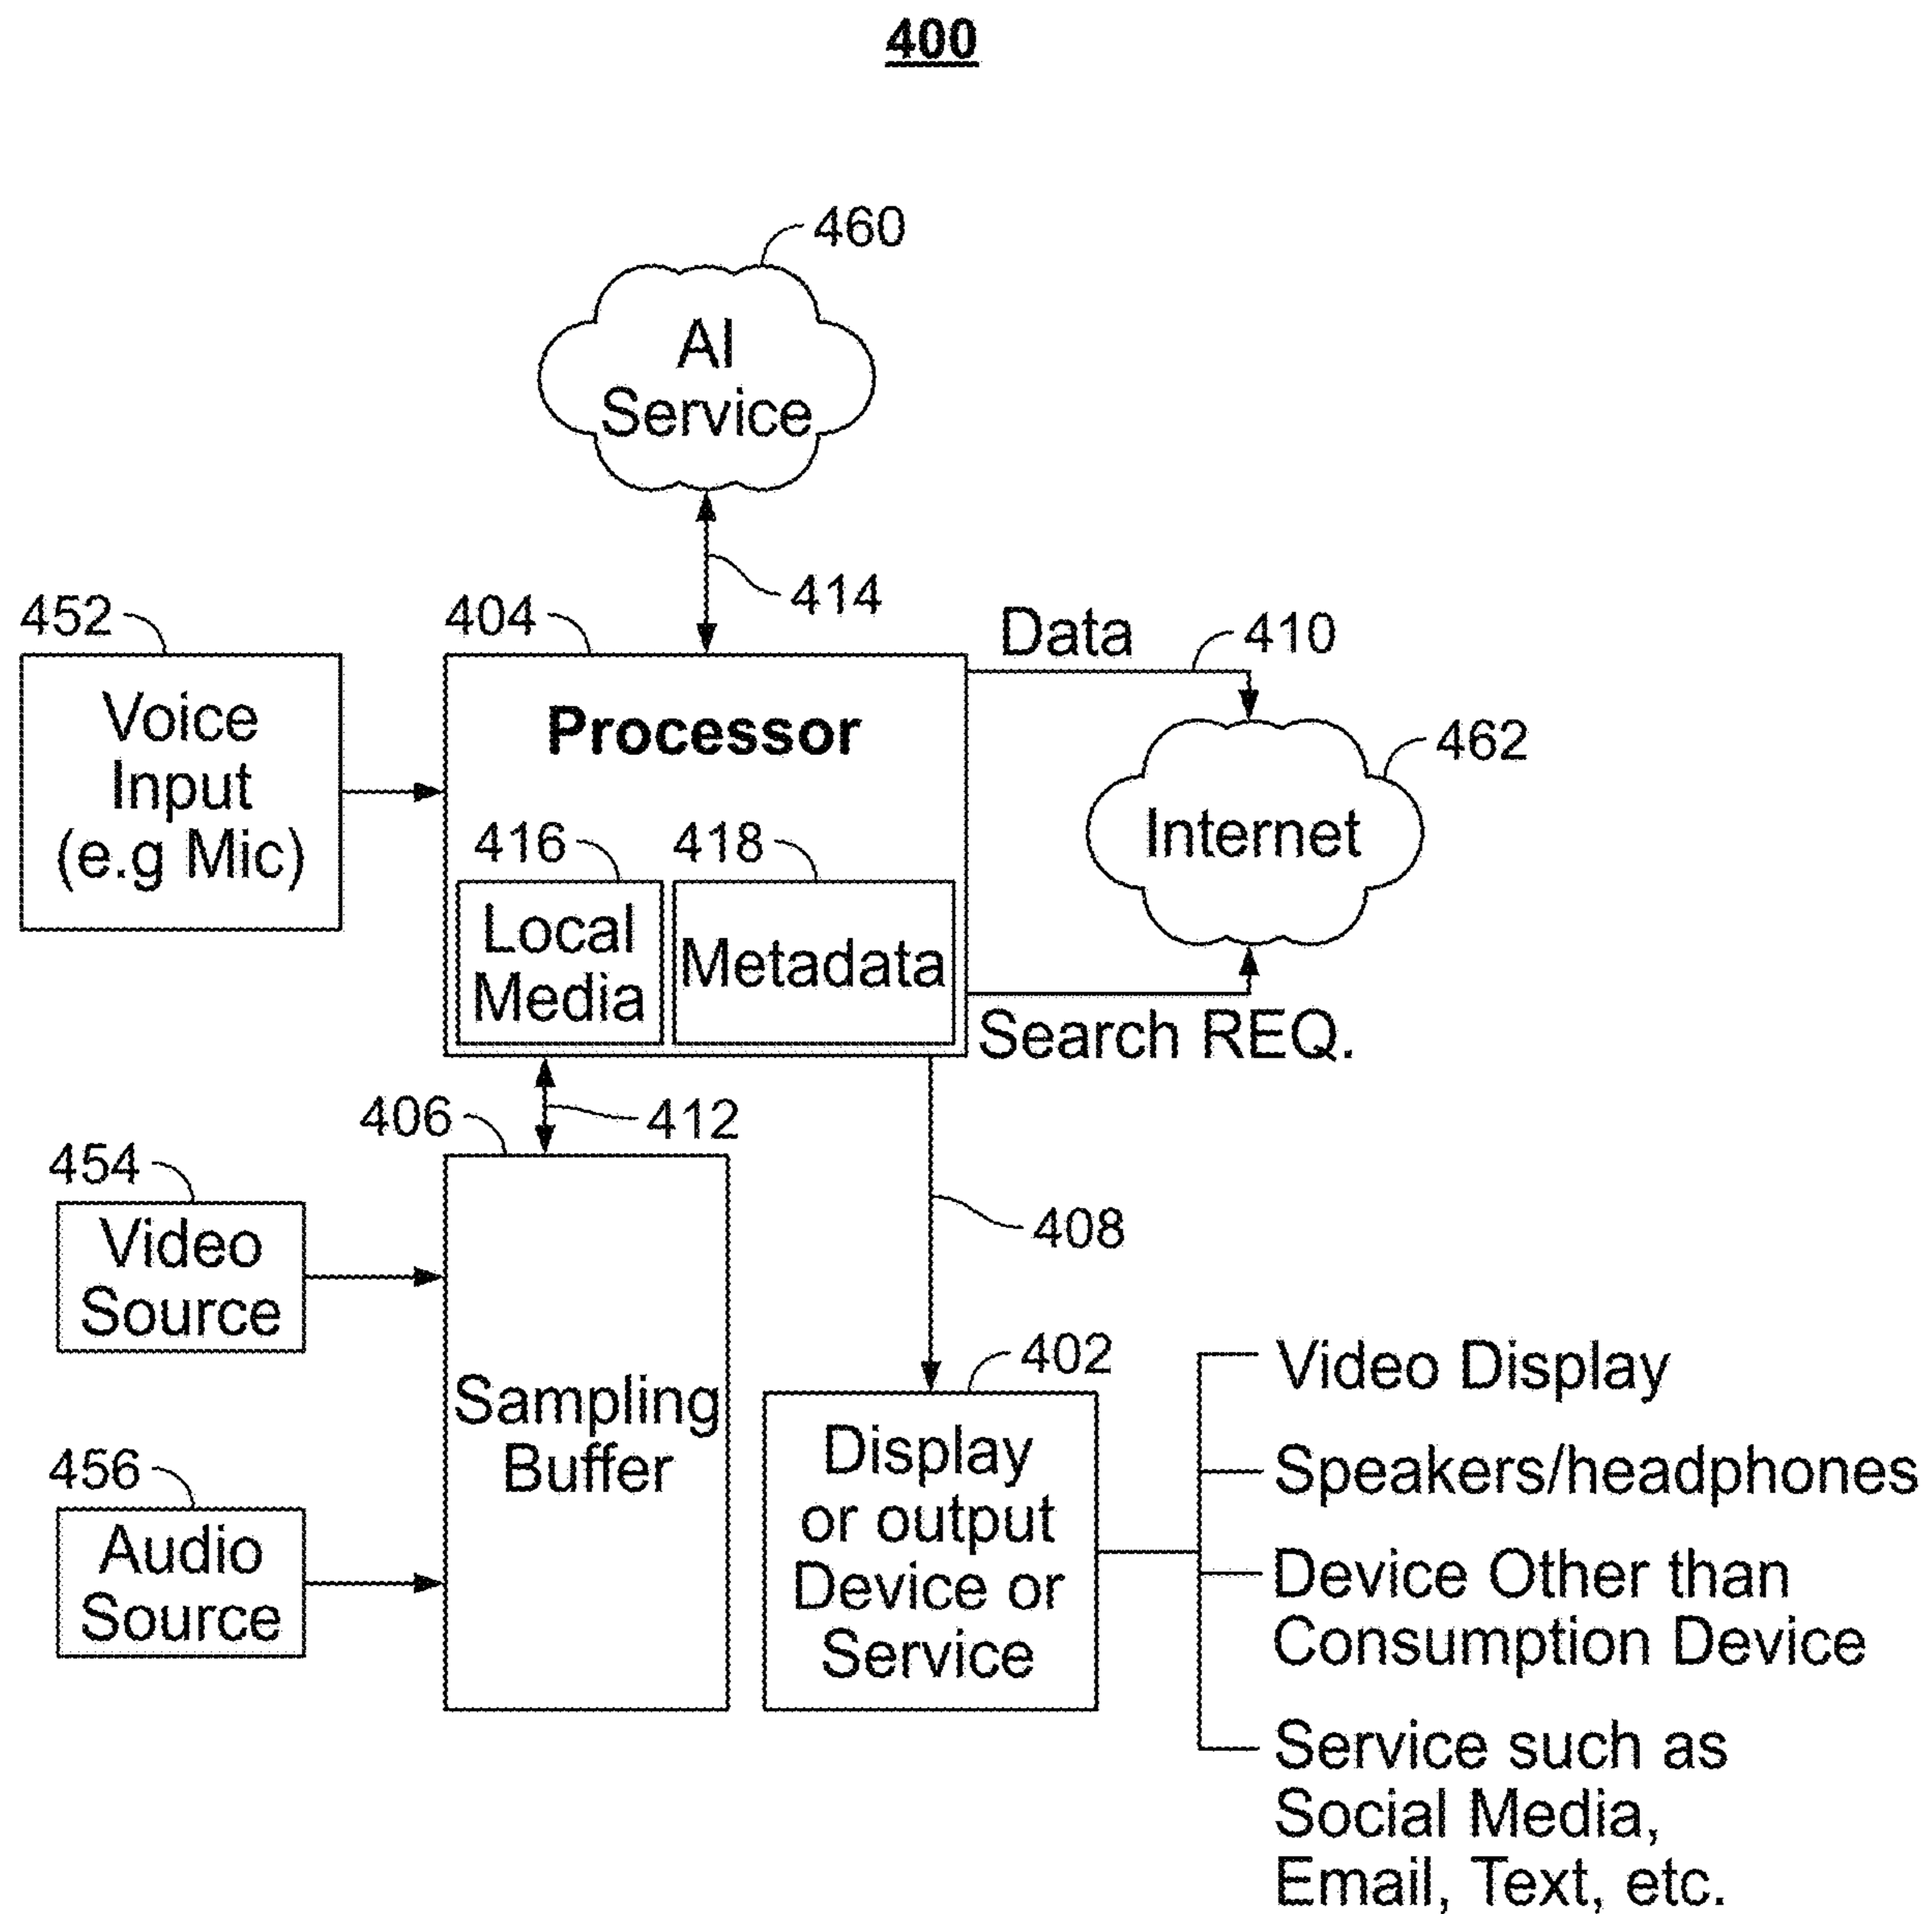 400
460
AI
Service
414
452
404
Data
410
Voice
Input
(e.g Mic)
Processor
462
Internet
416
418
Local
Media
Metadata
Search REQ.
406
412
454
Video
Source
408
Sampling
Buffer
456
Audio
Source
402
Display
or output
Device or
Service
Video Display
Speakers/headphones
Device Other than
Consumption Device
Service such as
Social Media,
Email, Text, etc.